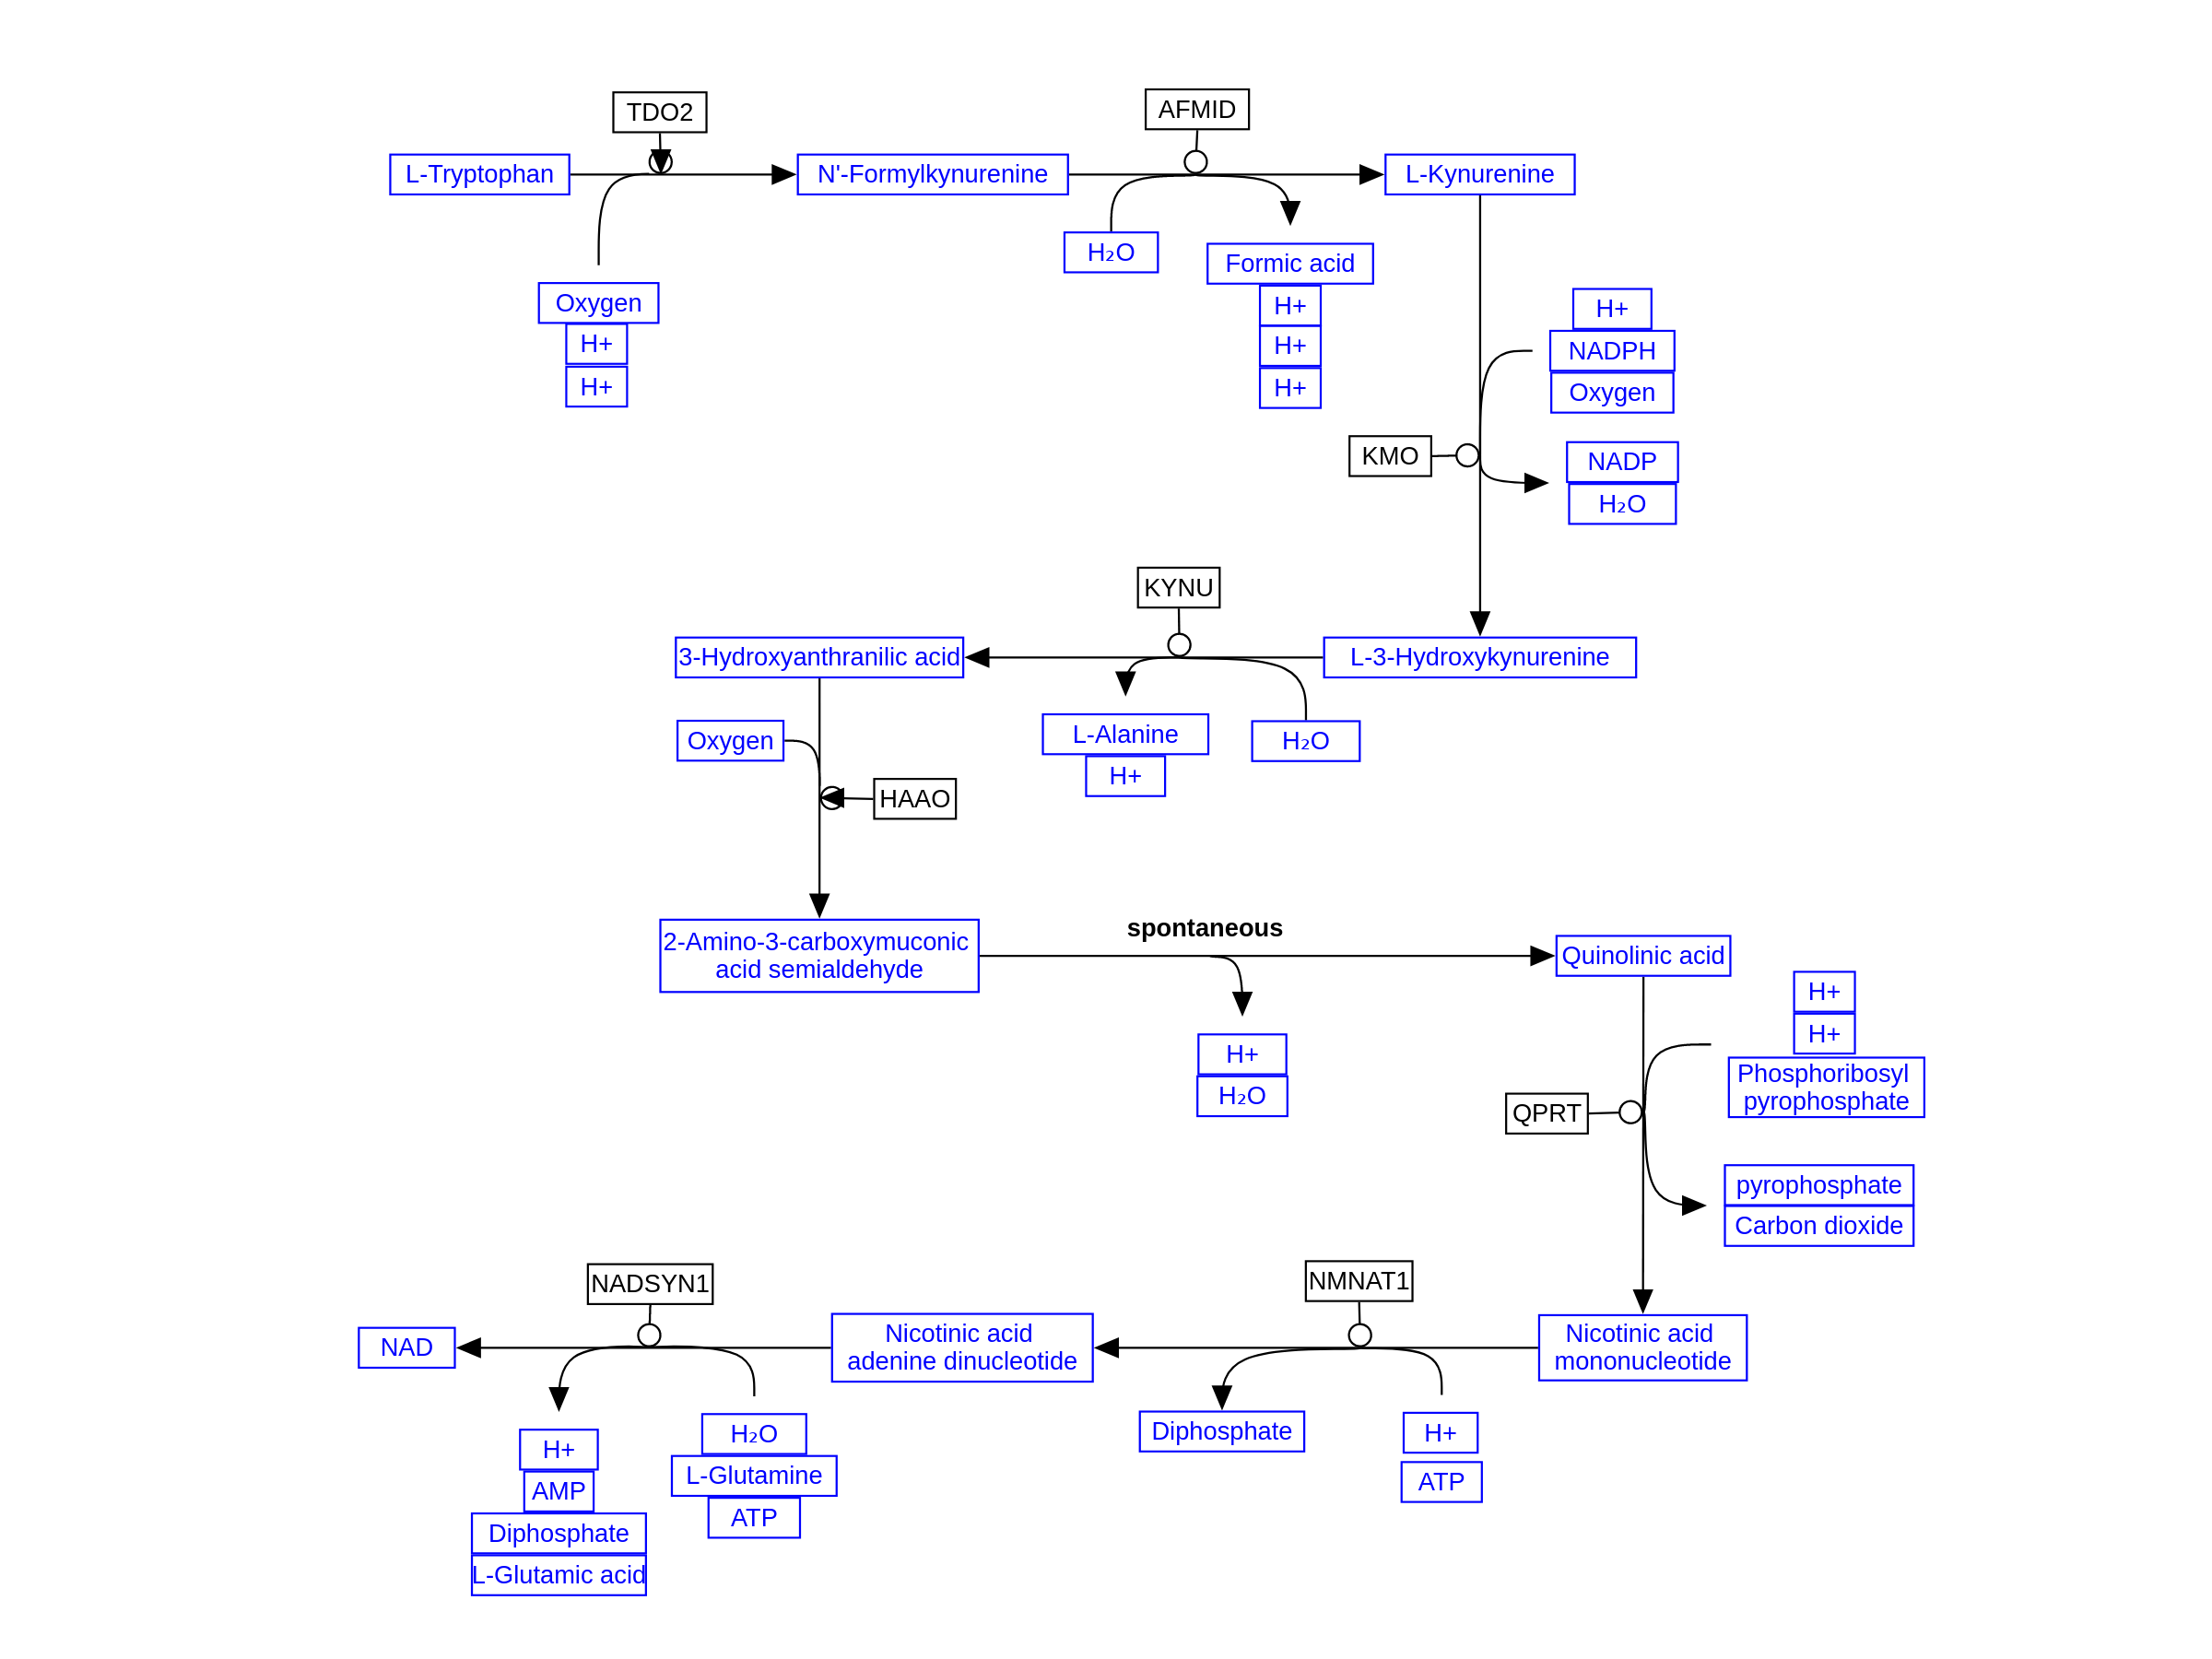 TDO2
AFMID
L-Tryptophan
N'-Formylkynurenine
L-Kynurenine
H₂O
Formic acid
Oxygen
H+
H+
H+
H+
H+
H+
NADPH
Oxygen
KMO
NADP
H₂O
KYNU
3-Hydroxyanthranilic acid
L-3-Hydroxykynurenine
Oxygen
L-Alanine
H₂O
H+
HAAO
spontaneous
2-Amino-3-carboxymuconic
acid semialdehyde
Quinolinic acid
H+
H+
Phosphoribosyl
pyrophosphate
H+
H₂O
QPRT
pyrophosphate
Carbon dioxide
NADSYN1
NMNAT1
NAD
Nicotinic acid
adenine dinucleotide
Nicotinic acid
mononucleotide
H₂O
L-Glutamine
ATP
Diphosphate
H+
ATP
H+
AMP
Diphosphate
L-Glutamic acid